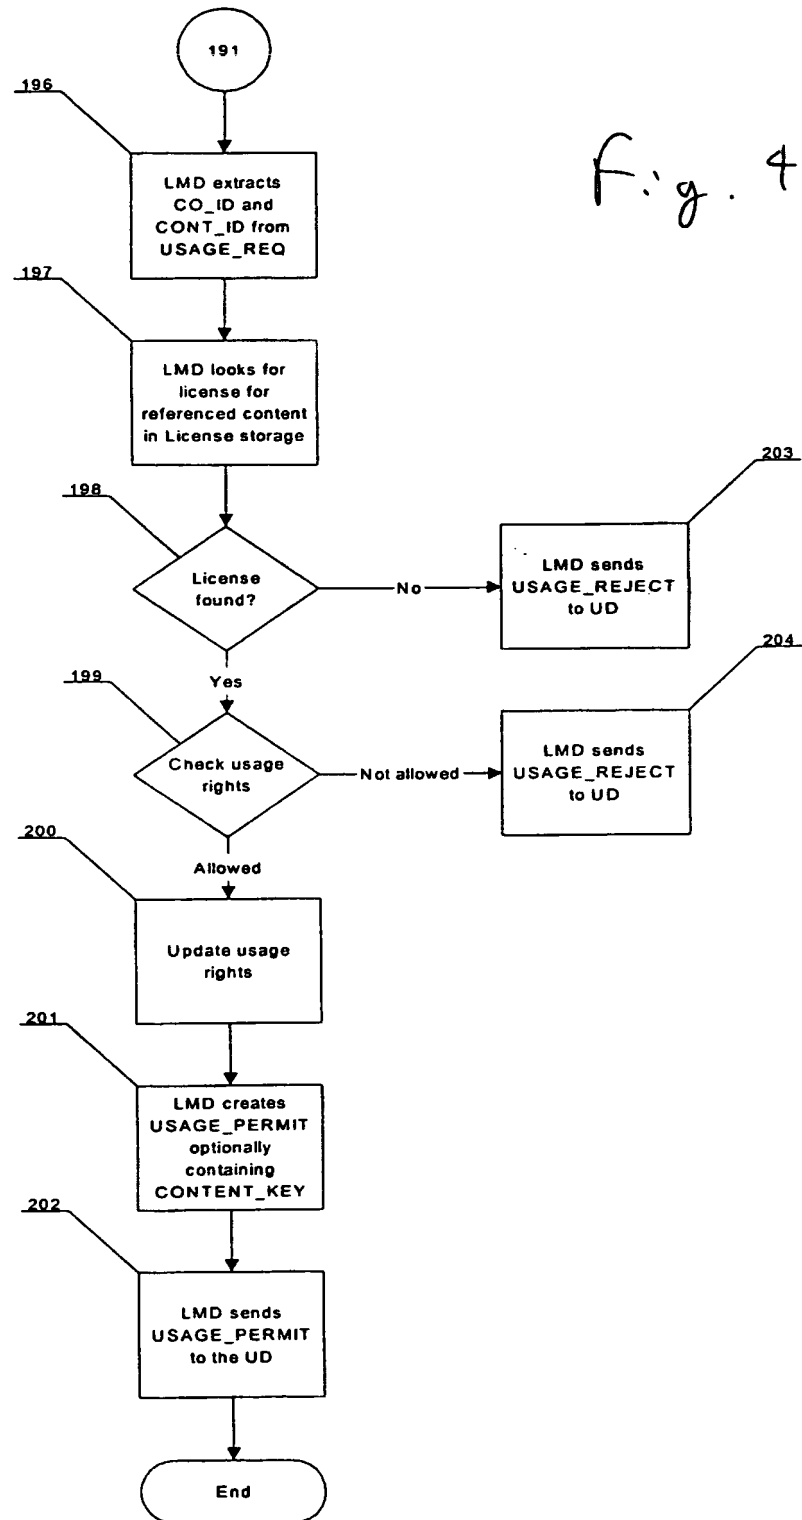 191
Fig. 4
196
LMD extracts
CO_ID and
CONT_ID from
USAGE_REQ
197
LMD looks for
license for
referenced content
in License storage
198
License
found?
No
203
LMD sends
USAGE_REJECT
to UD
Yes
199
Check usage
rights
Not allowed
204
LMD sends
USAGE_REJECT
to UD
Allowed
200
Update usage
rights
201
LMD creates
USAGE_PERMIT
optionally
containing
CONTENT_KEY
202
LMD sends
USAGE_PERMIT
to the UD
End